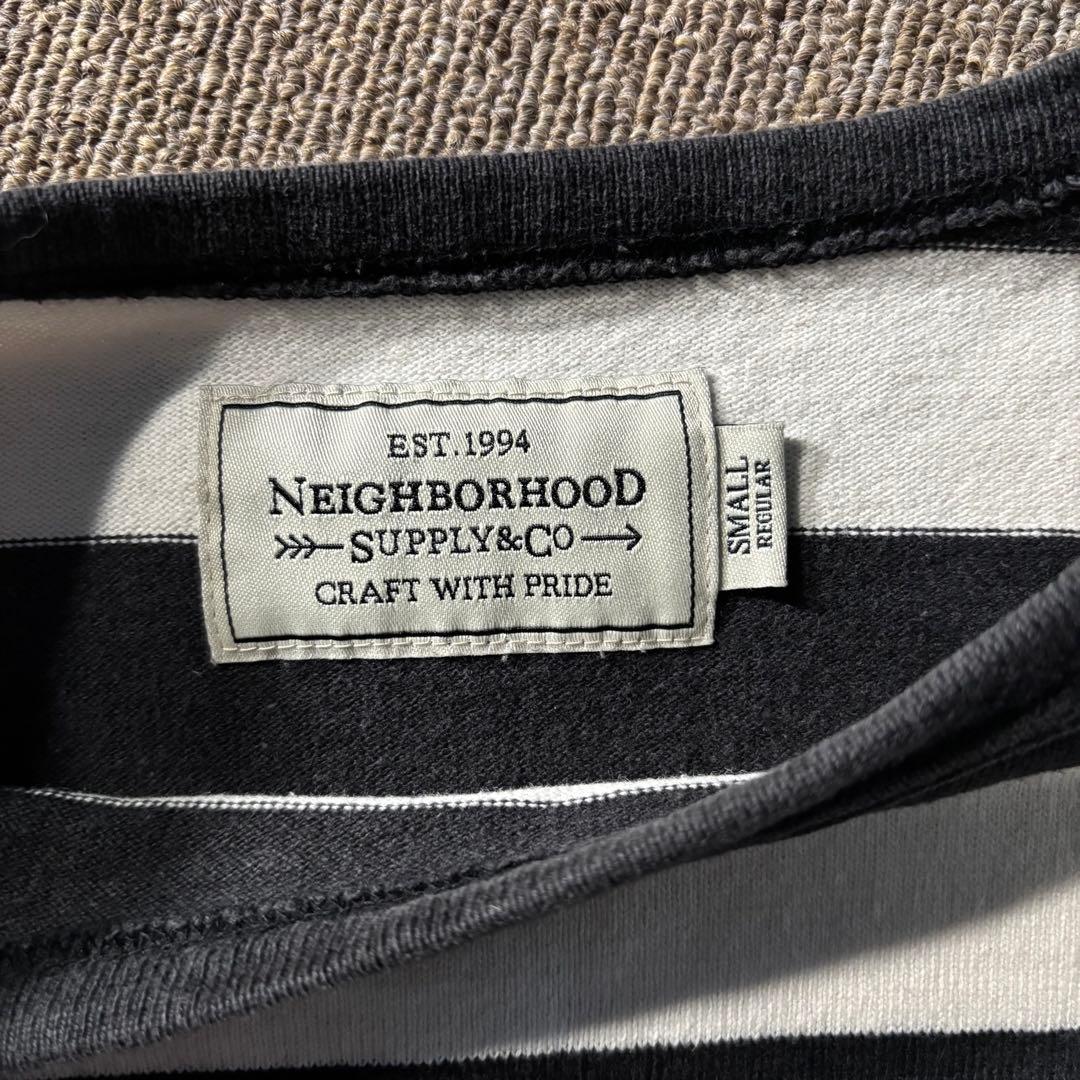 EST.1994
NEIGHBORHOOD
SUPPLY&CO
CRAFT WITH PRIDE
SMALL
REGULAR